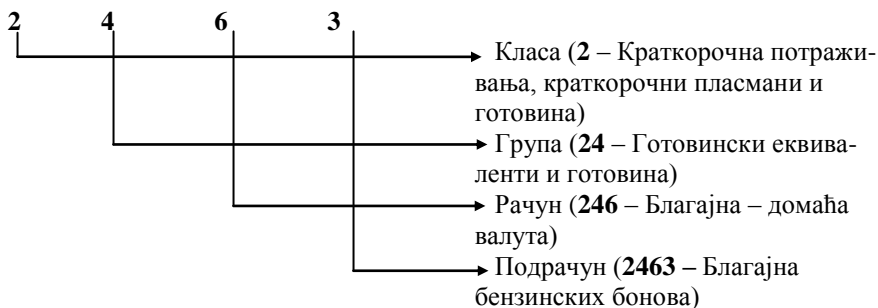 2 4 6 3
Класа (2 – Краткорочна потражи-
вања, краткорочни пласмани и
готовина)
Група (24 – Готовински еквива-
ленти и готовина)
Рачун (246 – Благајна – домаћа
валута)
Подрачун (2463 – Благајна
бензинских бонова)